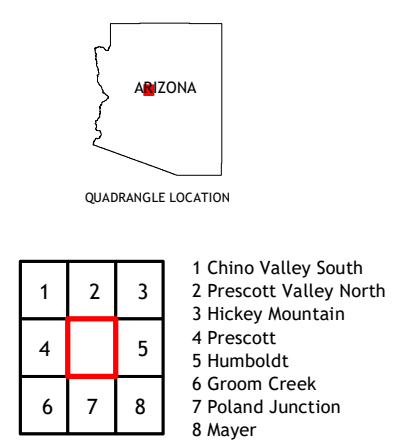 ARIZONA
QUADRANGLE LOCATION
1 2 3
4 5
6 7 8
1 Chino Valley South
2 Prescott Valley North
3 Hickey Mountain
4 Prescott
5 Humboldt
6 Groom Creek
7 Poland Junction
8 Mayer